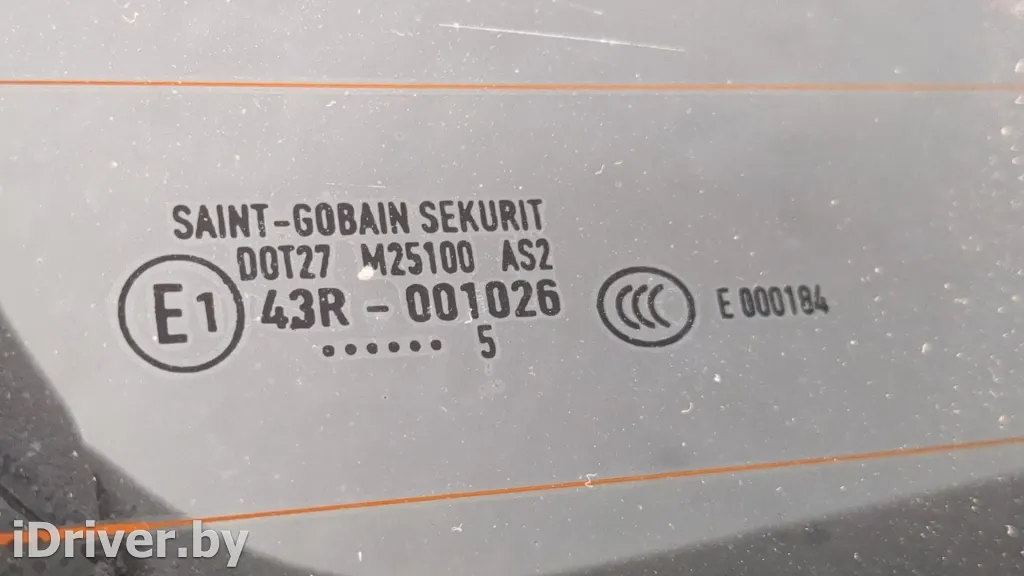 SAINT-GOBAIN SEKURIT
DOT27 M25100 AS2
E1 43R - 001026
...... 5
CCC E 000184
iDriver.by